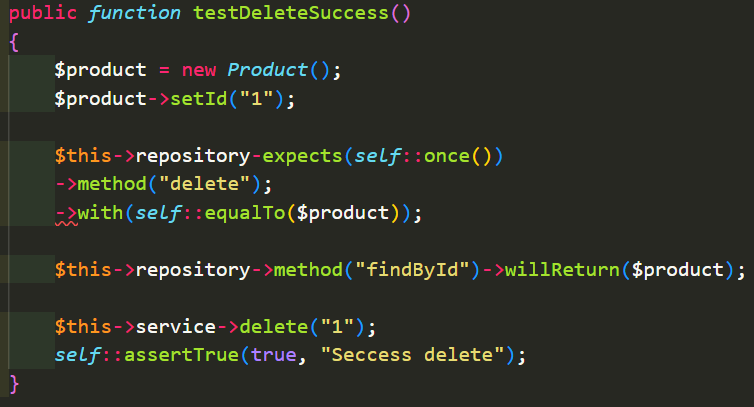 public function testDeleteSuccess()
{
    $product = new Product();
    $product->setId("1");

    $this->repository-expects(self::once())
    ->method("delete");
    ->with(self::equalTo($product));

    $this->repository->method("findById")->willReturn($product);

    $this->service->delete("1");
    self::assertTrue(true, "Seccess delete");
}